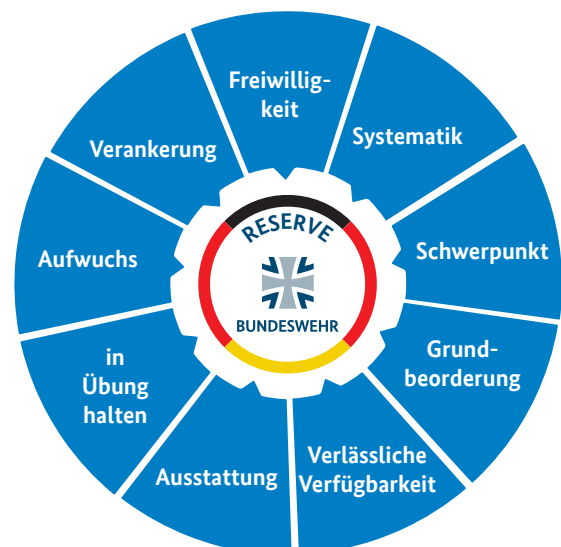 Freiwillig-
keit
Systematik
Schwerpunkt
Grund-
beorderung
Verlässliche
Verfügbarkeit
Ausstattung
in
Übung
halten
Aufwuchs
Verankerung
RESERVE
BUNDESWEHR